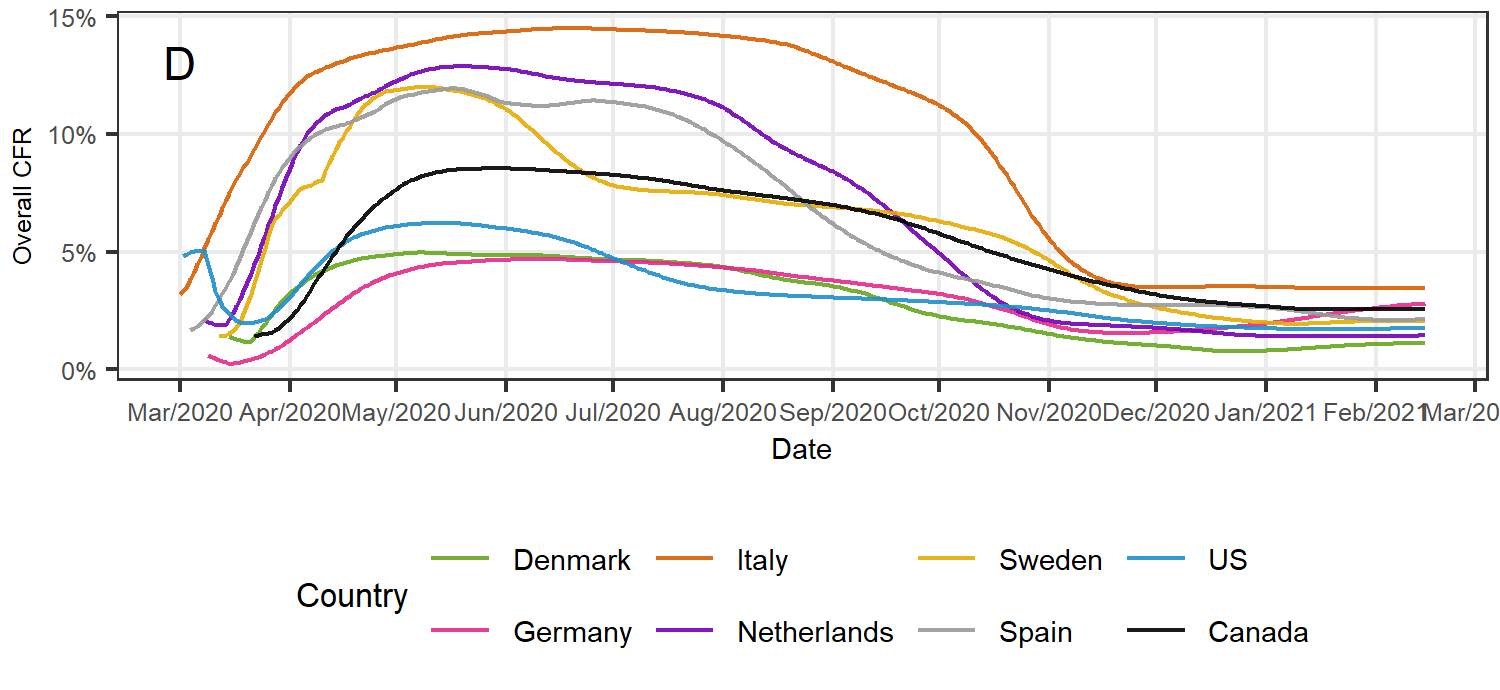 15%
D
10%
Overall CFR
5%
0%
Mar/2020 Apr/2020 May/2020 Jun/2020 Jul/2020 Aug/2020 Sep/2020 Oct/2020 Nov/2020 Dec/2020 Jan/2021 Feb/2021 Mar/20
Date
Denmark Italy Sweden US
Country
Germany Netherlands Spain Canada